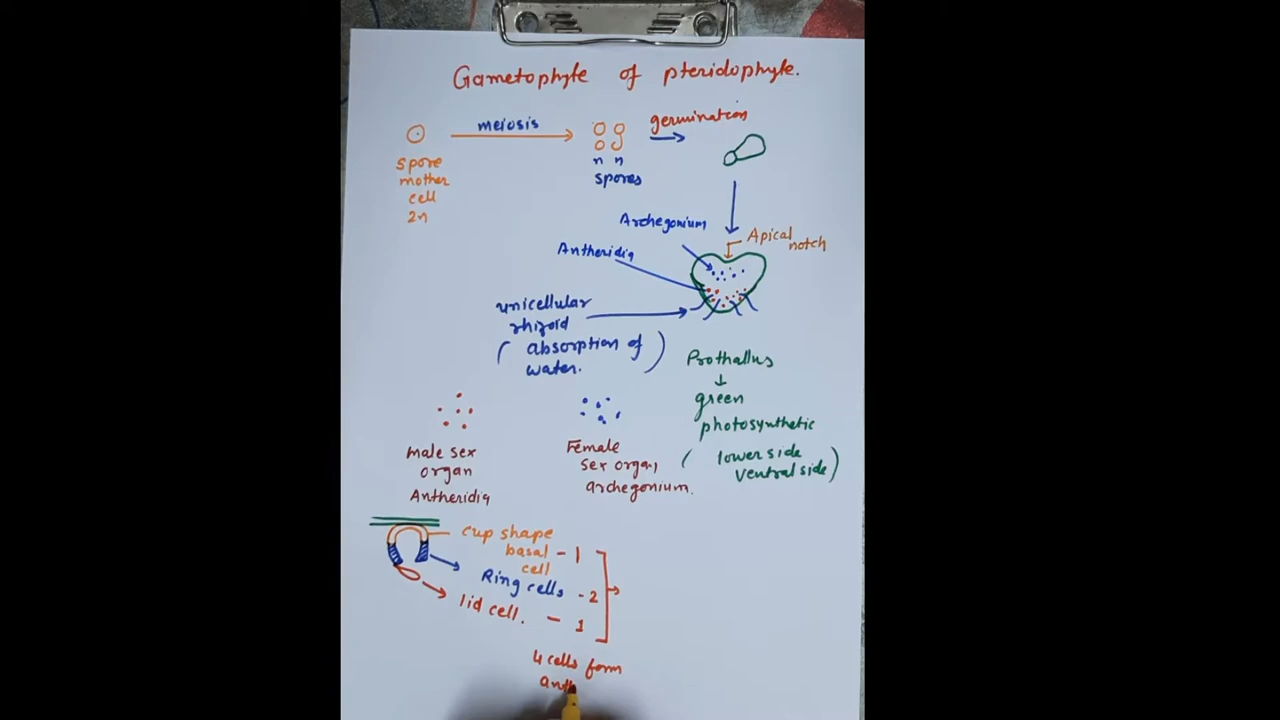 Gametophyte of pteridophyte.
meiosis
germination
spore
mother
cell
2n
n n
spores
Archegonium
Apical
notch
Antheridia
unicellular
rhizoid
( absorption of )
water.
Prothallus
green
photosynthetic
( lower side
ventral side )
male sex
organ
Antheridia
Female
sex organ,
archegonium.
cup shape
basal - 1
cell
Ring cells - 2
lid cell. - 1
4 cells form
anth